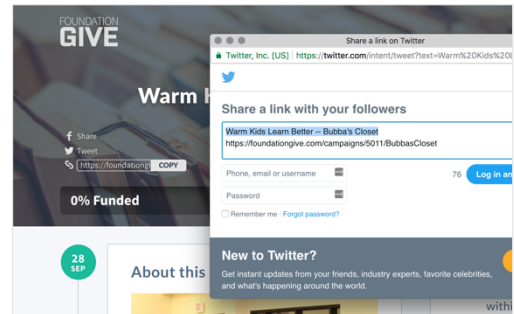 FOUNDATION
GIVE
Warm
Share
Tweet
https://foundationgi
COPY
0% Funded
28
SEP
About this
Share a link on Twitter
Twitter, Inc. [US] https://twitter.com/intent/tweet?text=Warm%20Kids%20L
Share a link with your followers
Warm Kids Learn Better -- Bubba's Closet
https://foundationgive.com/campaigns/5011/BubbasCloset
Phone, email or username
76
Log in an
Password
Remember me · Forgot password?
New to Twitter?
Get instant updates from your friends, industry experts, favorite celebrities,
and what's happening around the world.
withi